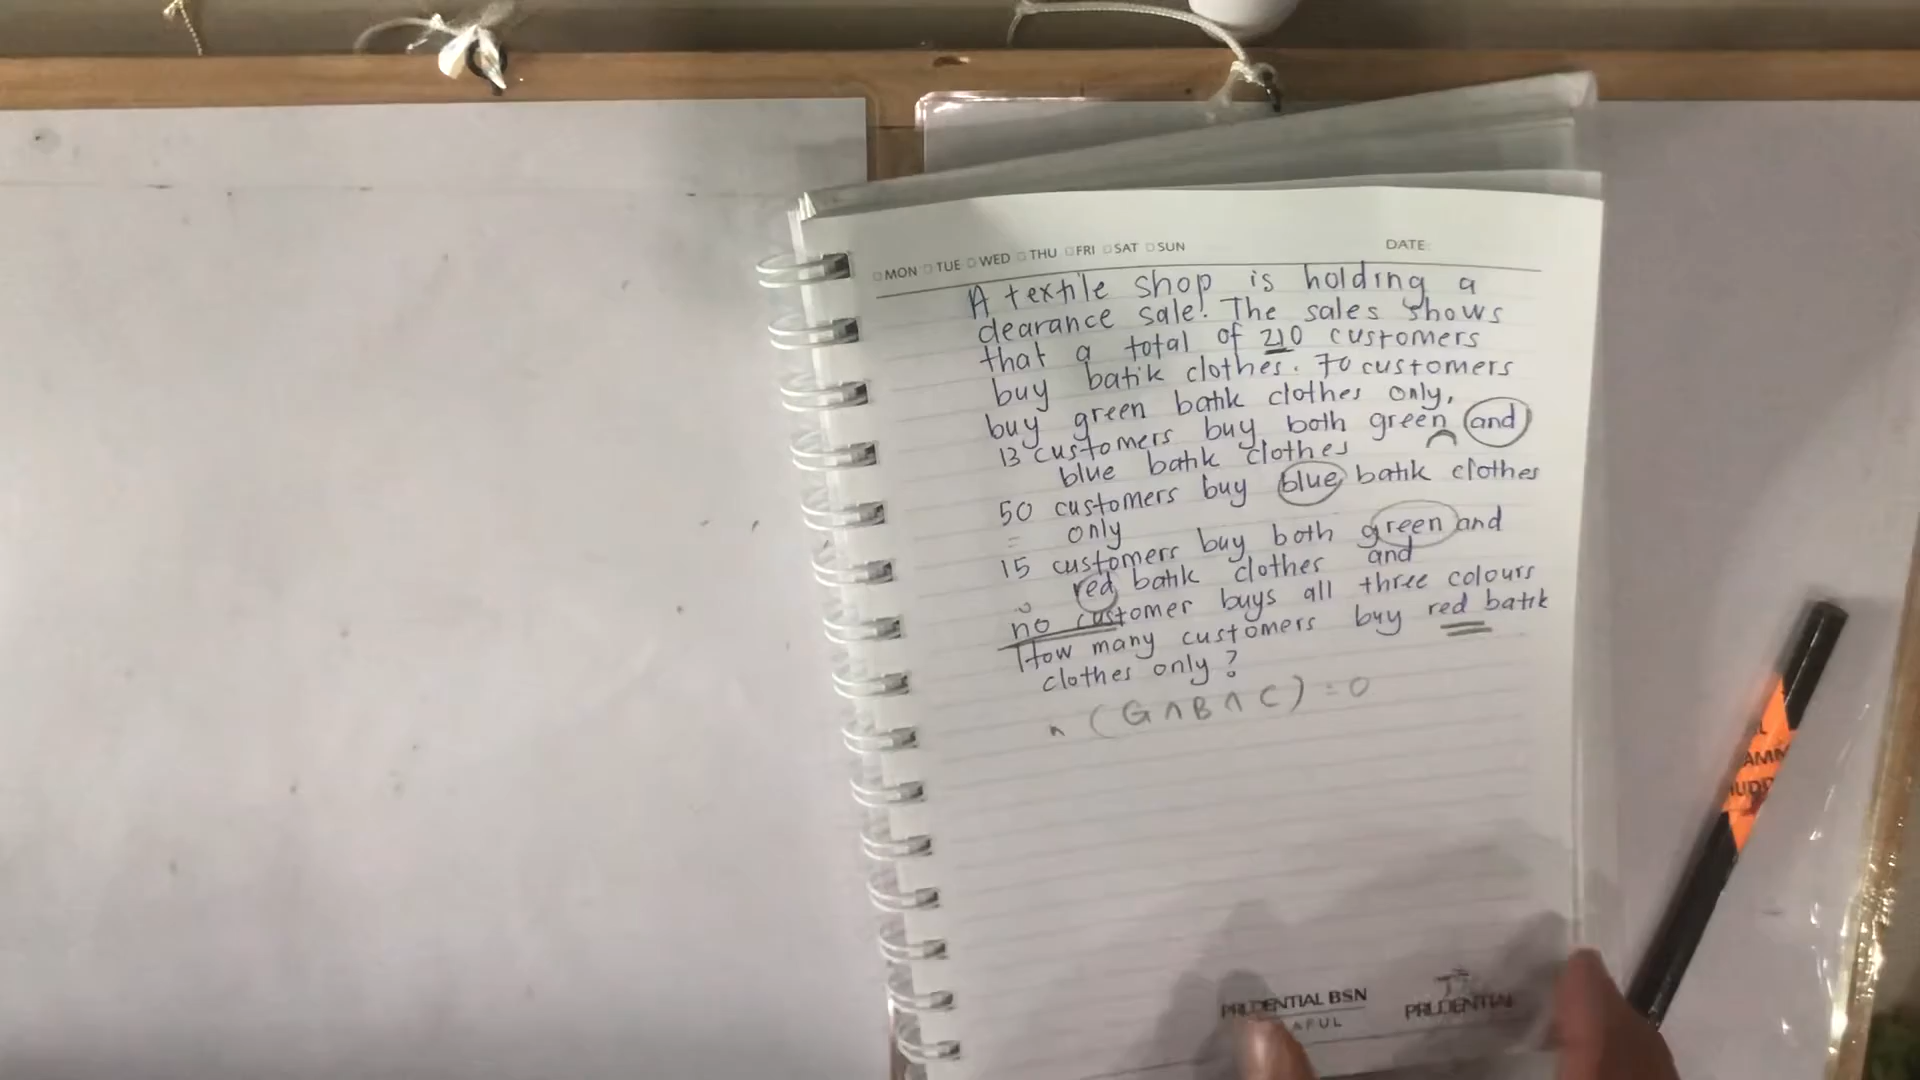 MON TUE WED THU FRI SAT SUN DATE:
A textile shop is holding a
clearance sale! The sales shows
that a total of 210 customers
buy batik clothes. 70 customers
buy green batik clothes only,
13 customers buy both green and
blue batik clothes
50 customers buy blue batik clothes
only
15 customers buy both green and
red batik clothes and
no customer buys all three colours
How many customers buy red batik
clothes only?
n (G∩B∩C) = 0
PRUDENTIAL BSN
PRUDENTIAL